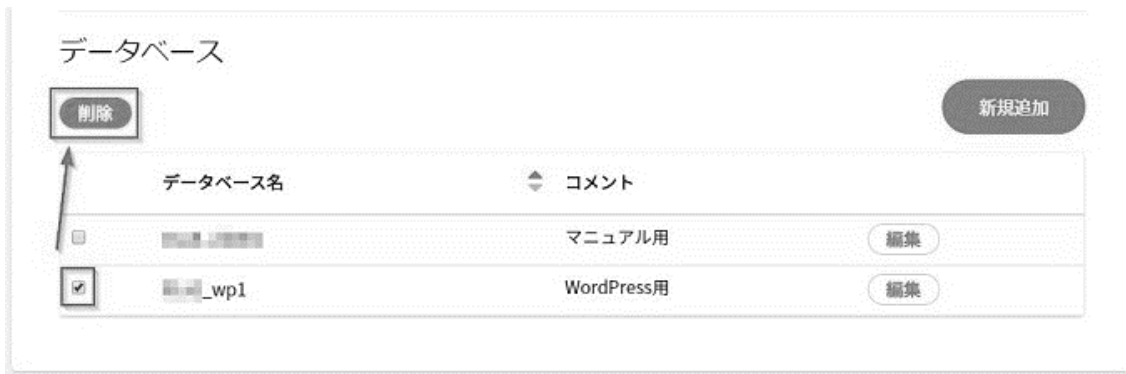 データベース
削除
新規追加
データベース名 コメント
マニュアル用 編集
_wp1 WordPress用 編集